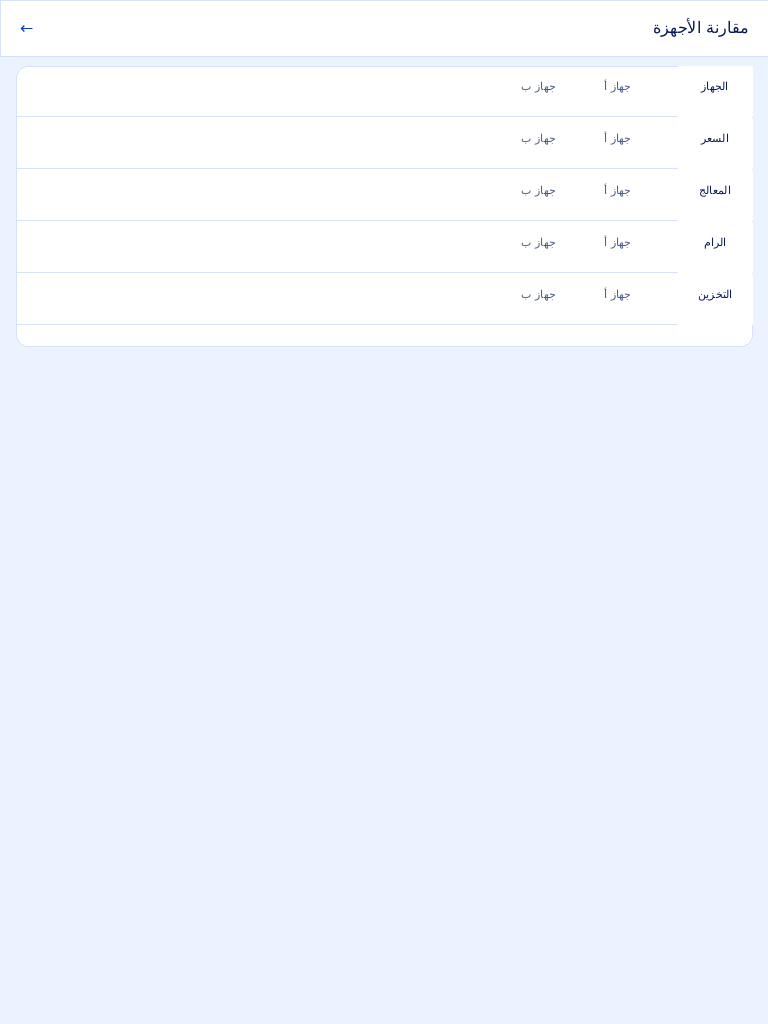 مقارنة الأجهزة ←
الجهاز جهاز أ جهاز ب
السعر جهاز أ جهاز ب
المعالج جهاز أ جهاز ب
الرام جهاز أ جهاز ب
التخزين جهاز أ جهاز ب